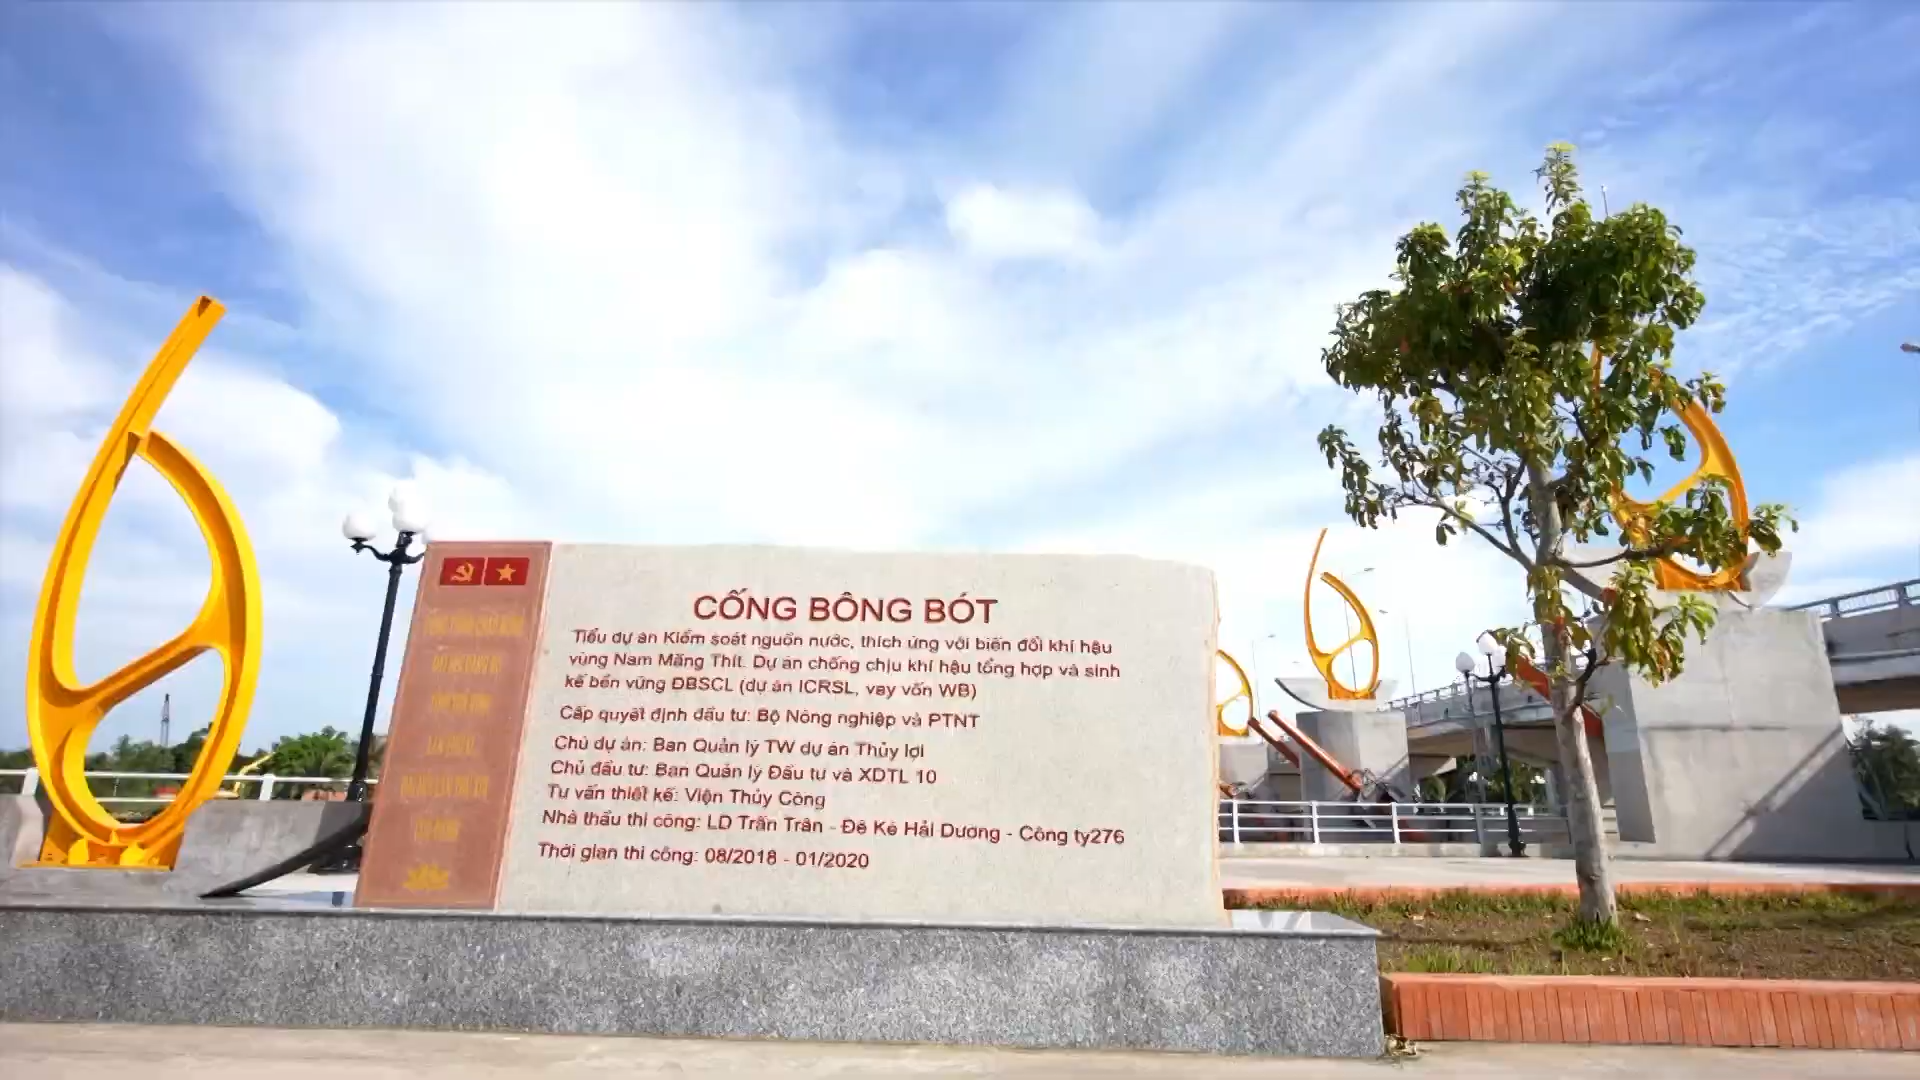 CỐNG BÔNG BÓT
Tiểu dự án Kiểm soát nguồn nước, thích ứng với biến đổi khí hậu
vùng Nam Măng Thít. Dự án chống chịu khí hậu tổng hợp và sinh
kế bền vững ĐBSCL (dự án ICRSL, vay vốn WB)
Cấp quyết định đầu tư: Bộ Nông nghiệp và PTNT
Chủ dự án: Ban Quản lý TW dự án Thủy lợi
Chủ đầu tư: Ban Quản lý Đầu tư và XDTL 10
Tư vấn thiết kế: Viện Thủy Công
Nhà thầu thi công: LD Trấn Trân - Đê Kè Hải Dương - Công ty276
Thời gian thi công: 08/2018 - 01/2020